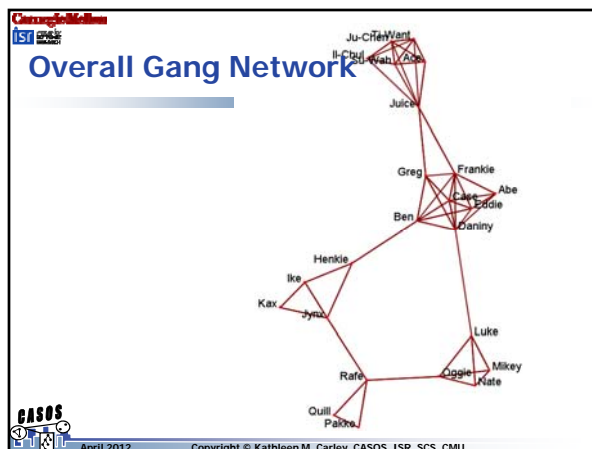 Carnegie Mellon
isr
Overall Gang Network
Ju-Chen
Ti-Want
Il-Chul
Su-Wah
Ace
Juice
Greg
Frankie
Abe
Case
Eddie
Ben
Daniny
Henkie
Ike
Kax
Jynx
Luke
Rafe
Oggie
Mikey
Nate
Quill
Pakko
CASOS
April 2012
Copyright © Kathleen M. Carley, CASOS, ISR, SCS, CMU